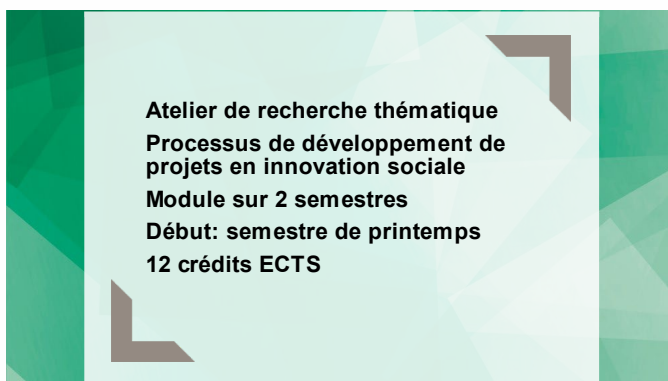 Atelier de recherche thématique
Processus de développement de
projets en innovation sociale
Module sur 2 semestres
Début: semestre de printemps
12 crédits ECTS